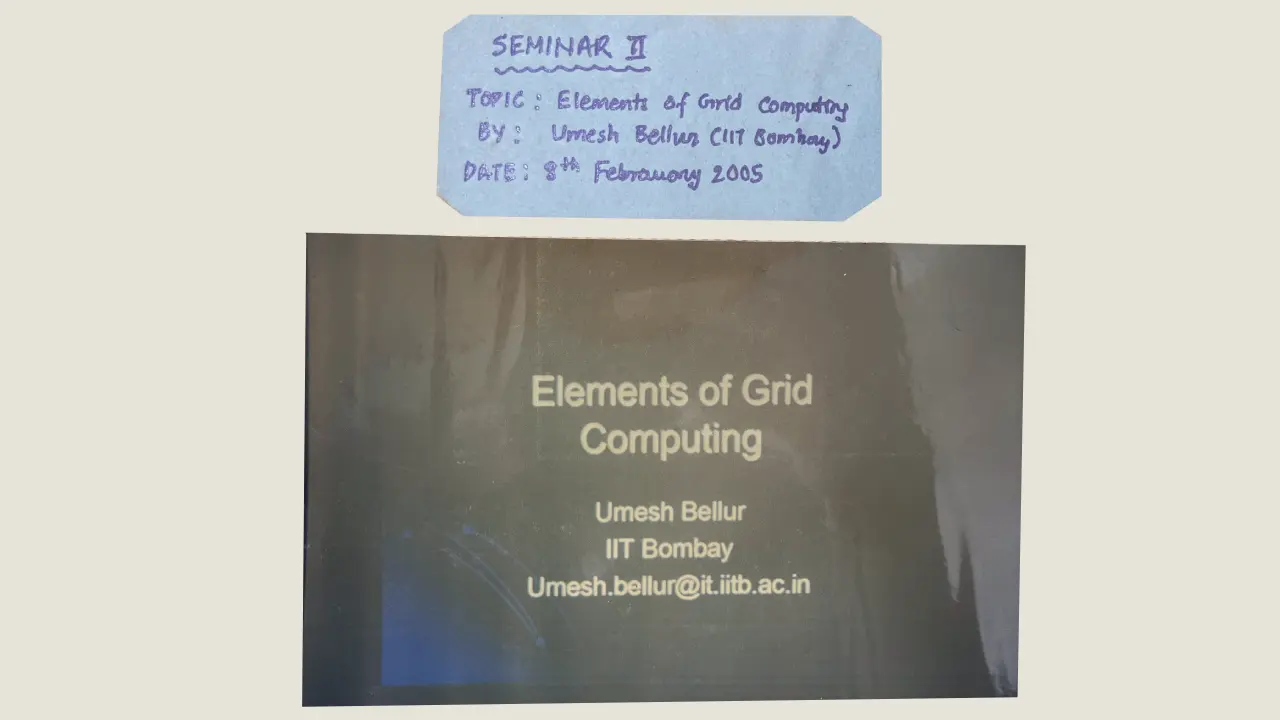 SEMINAR II
TOPIC : Elements of Grid Computing
BY : Umesh Bellur (IIT Bombay)
DATE : 8th February 2005
Elements of Grid
Computing
Umesh Bellur
IIT Bombay
Umesh.bellur@it.iitb.ac.in